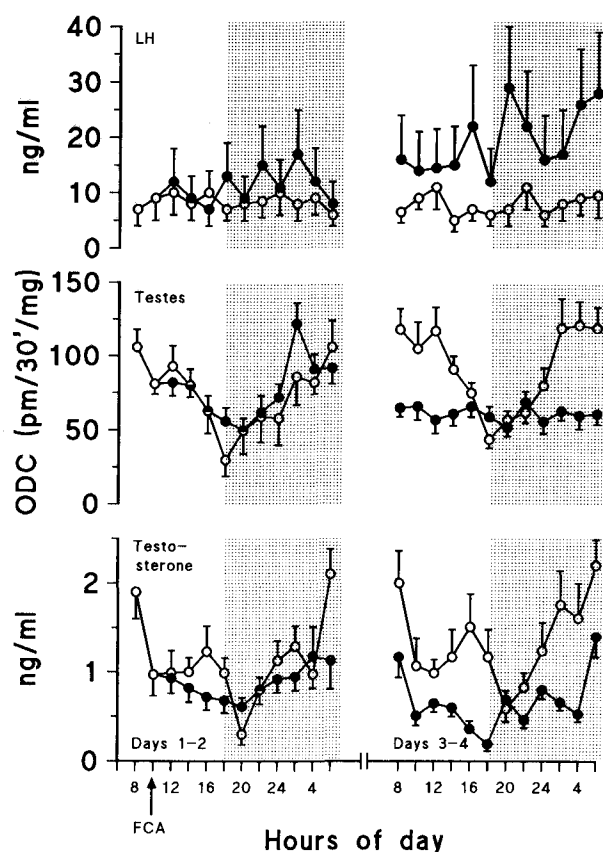 LH
40
30
20
10
0
ng/ml
Testes
150
100
50
0
ODC (pm/30'/mg)
Testo-
sterone
2
1
0
ng/ml
Days 1-2
Days 3-4
8 12 16 20 24 4
8 12 16 20 24 4
FCA
Hours of day